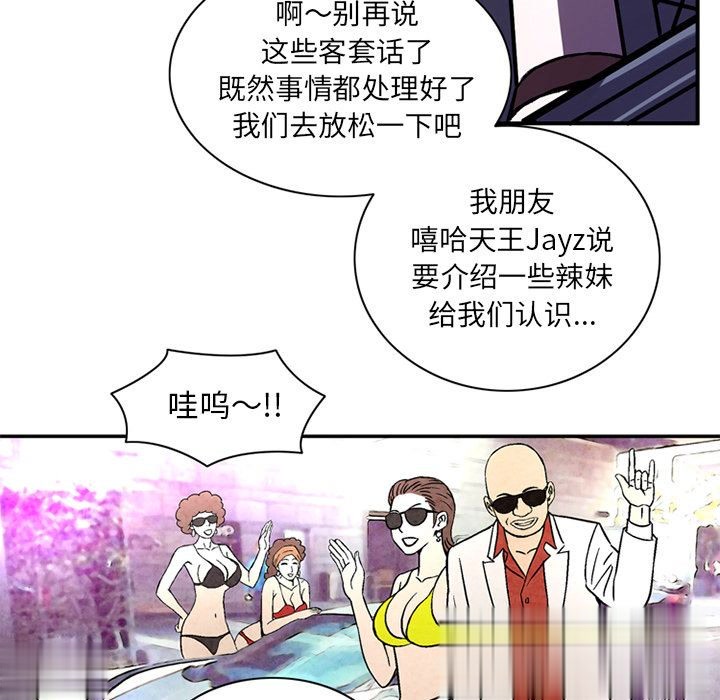 啊～别再说
这些客套话了
既然事情都处理好了
我们去放松一下吧
我朋友
嘻哈天王Jayz说
要介绍一些辣妹
给我们认识...
哇呜～!!